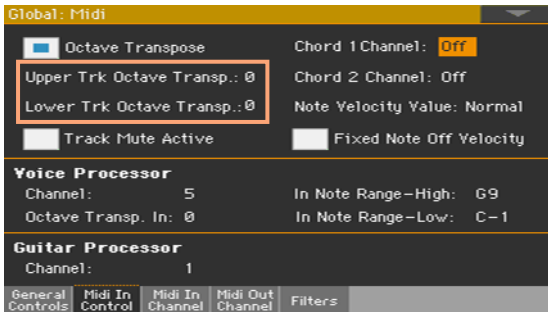 Global: Midi
Octave Transpose Chord 1 Channel: Off
Upper Trk Octave Transp.: 0 Chord 2 Channel: Off
Lower Trk Octave Transp.: 0 Note Velocity Value: Normal
Track Mute Active Fixed Note Off Velocity
Voice Processor
Channel: 5 In Note Range-High: G9
Octave Transp. In: 0 In Note Range-Low: C-1
Guitar Processor
Channel: 1
General Controls Midi In Control Midi In Channel Midi Out Channel Filters